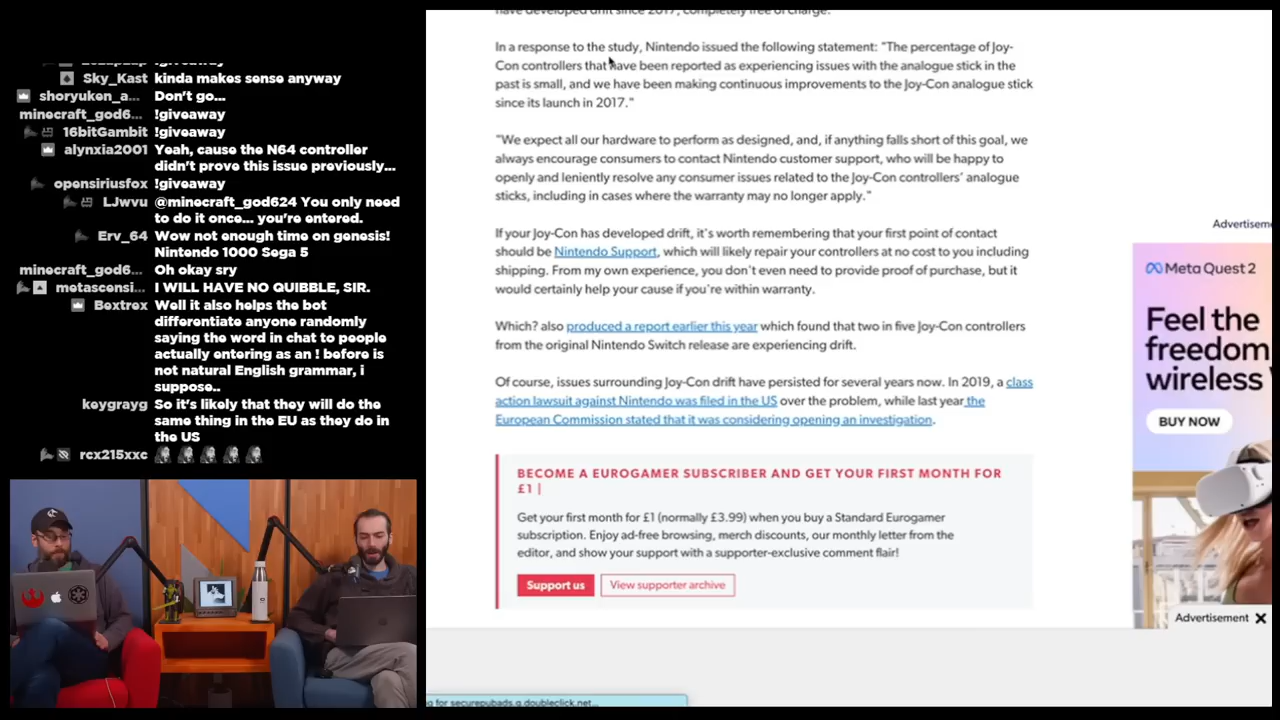 Sky_Kast kinda makes sense anyway
shoryuken_a... Don't go...
minecraft_god6... !giveaway
16bitGambit !giveaway
alynxia2001 Yeah, cause the N64 controller
didn't prove this issue previously...
opensiriusfox !giveaway
LJwvu @minecraft_god624 You only need
to do it once... you're entered.
Erv_64 Wow not enough time on genesis!
Nintendo 1000 Sega 5
minecraft_god6... Oh okay sry
metascensi... I WILL HAVE NO QUIBBLE, SIR.
Bextrex Well it also helps the bot
differentiate anyone randomly
saying the word in chat to people
actually entering as an ! before is
not natural English grammar, i
suppose..
keygrayg So it's likely that they will do the
same thing in the EU as they do in
the US
rcx215xxc
have developed drift since 2017, completely free of charge.
In a response to the study, Nintendo issued the following statement: "The percentage of Joy-
Con controllers that have been reported as experiencing issues with the analogue stick in the
past is small, and we have been making continuous improvements to the Joy-Con analogue stick
since its launch in 2017."
"We expect all our hardware to perform as designed, and, if anything falls short of this goal, we
always encourage consumers to contact Nintendo customer support, who will be happy to
openly and leniently resolve any consumer issues related to the Joy-Con controllers' analogue
sticks, including in cases where the warranty may no longer apply."
If your Joy-Con has developed drift, it's worth remembering that your first point of contact
should be Nintendo Support, which will likely repair your controllers at no cost to you including
shipping. From my own experience, you don't even need to provide proof of purchase, but it
would certainly help your cause if you're within warranty.
Which? also produced a report earlier this year which found that two in five Joy-Con controllers
from the original Nintendo Switch release are experiencing drift.
Of course, issues surrounding Joy-Con drift have persisted for several years now. In 2019, a class
action lawsuit against Nintendo was filed in the US over the problem, while last year the
European Commission stated that it was considering opening an investigation.
BECOME A EUROGAMER SUBSCRIBER AND GET YOUR FIRST MONTH FOR
£1 |
Get your first month for £1 (normally £3.99) when you buy a Standard Eurogamer
subscription. Enjoy ad-free browsing, merch discounts, our monthly letter from the
editor, and show your support with a supporter-exclusive comment flair!
Support us View supporter archive
Advertiseme
Meta Quest 2
Feel the
freedom
wireless
BUY NOW
Advertisement
for securepubads.g.doubleclick.net...